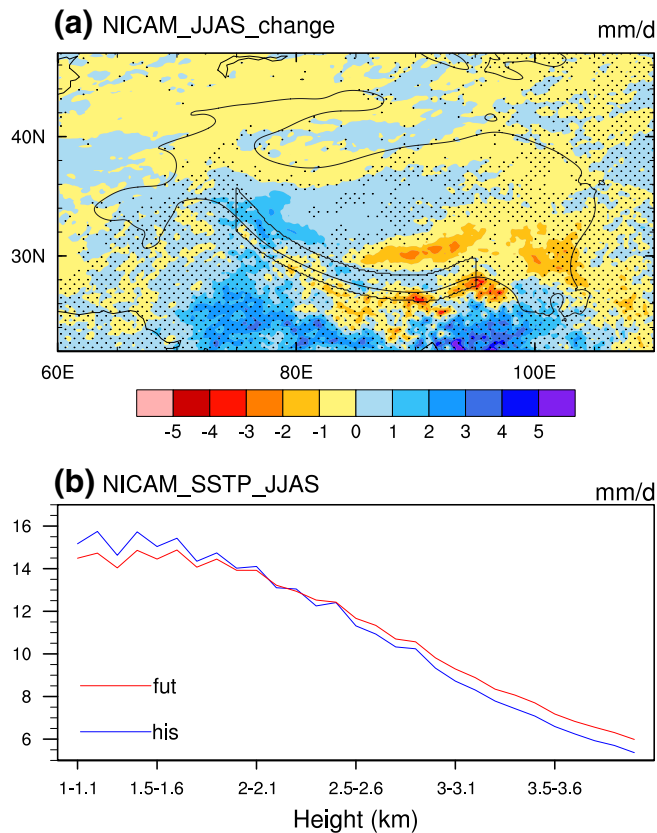 (a) NICAM_JJAS_change mm/d
40N
30N
60E 80E 100E
-5 -4 -3 -2 -1 0 1 2 3 4 5
(b) NICAM_SSTP_JJAS mm/d
16
14
12
10
8
6
fut
his
1-1.1 1.5-1.6 2-2.1 2.5-2.6 3-3.1 3.5-3.6
Height (km)